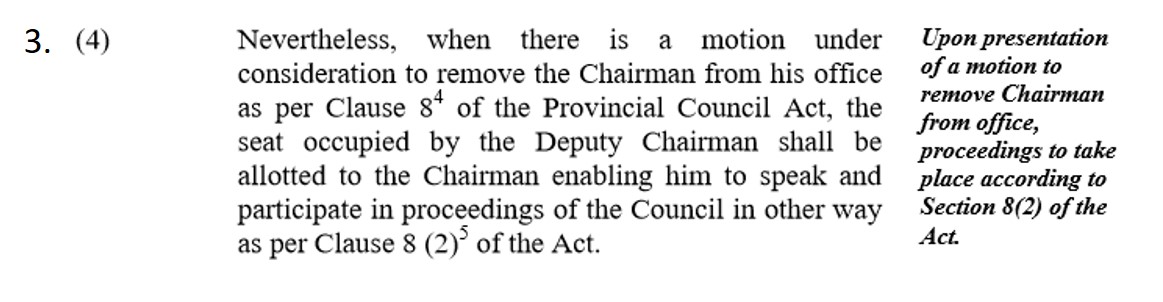 3. (4)
Nevertheless, when there is a motion under
consideration to remove the Chairman from his office
as per Clause 8⁴ of the Provincial Council Act, the
seat occupied by the Deputy Chairman shall be
allotted to the Chairman enabling him to speak and
participate in proceedings of the Council in other way
as per Clause 8 (2)⁵ of the Act.
Upon presentation
of a motion to
remove Chairman
from office,
proceedings to take
place according to
Section 8(2) of the
Act.